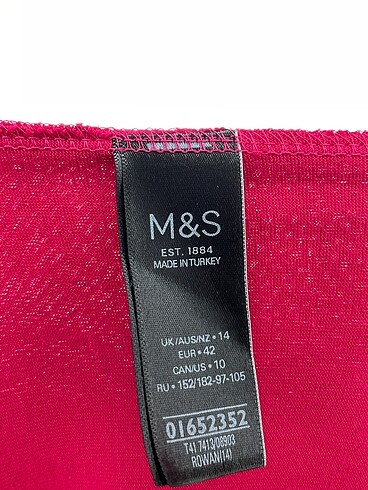 M&S
EST. 1884
MADE IN TURKEY
UK/AUS/NZ • 14
EUR • 42
CAN/US • 10
RU • 152/182-97-105
01652352
T41 7413/08903
ROWAN(14)